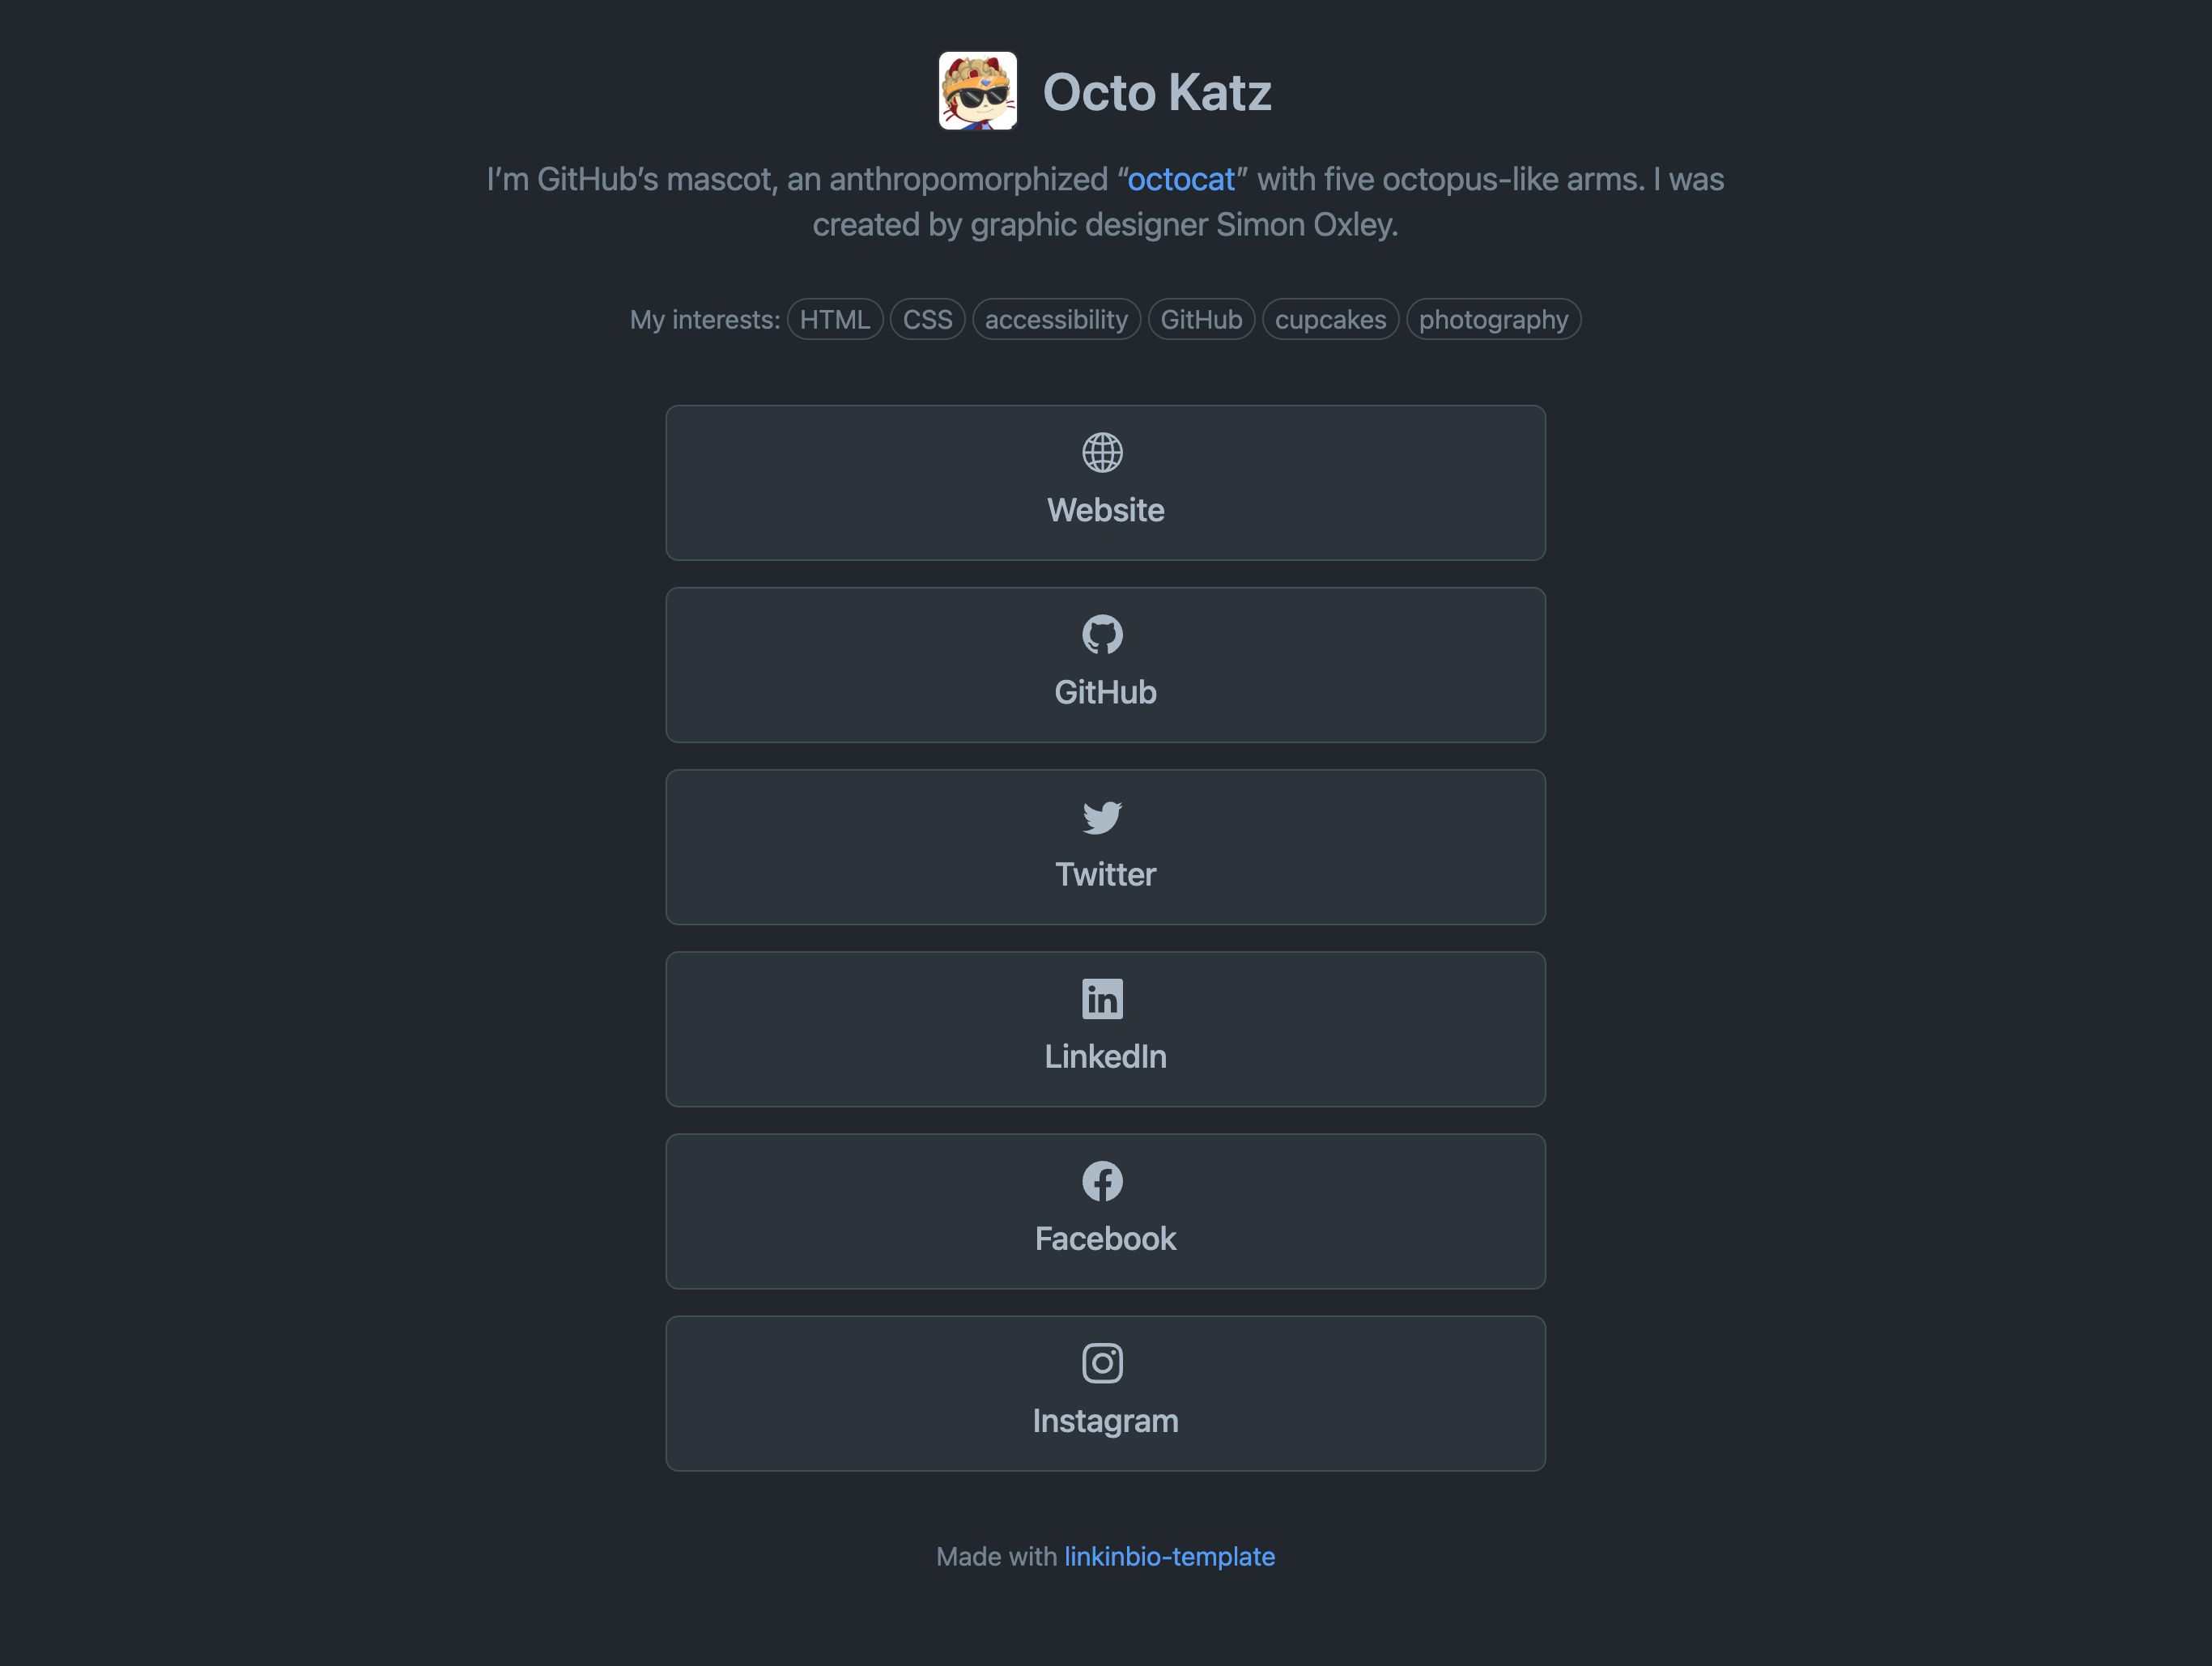 Octo Katz
I’m GitHub’s mascot, an anthropomorphized “octocat” with five octopus-like arms. I was
created by graphic designer Simon Oxley.
My interests: HTML CSS accessibility GitHub cupcakes photography
Website
GitHub
Twitter
LinkedIn
Facebook
Instagram
Made with linkinbio-template